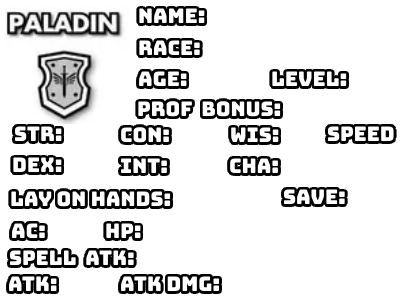 PALADIN
NAME:
RACE:
AGE: LEVEL:
PROF BONUS:
STR: CON: WIS: SPEED
DEX: INT: CHA:
LAY ON HANDS: SAVE:
AC: HP:
SPELL ATK:
ATK: ATK DMG: